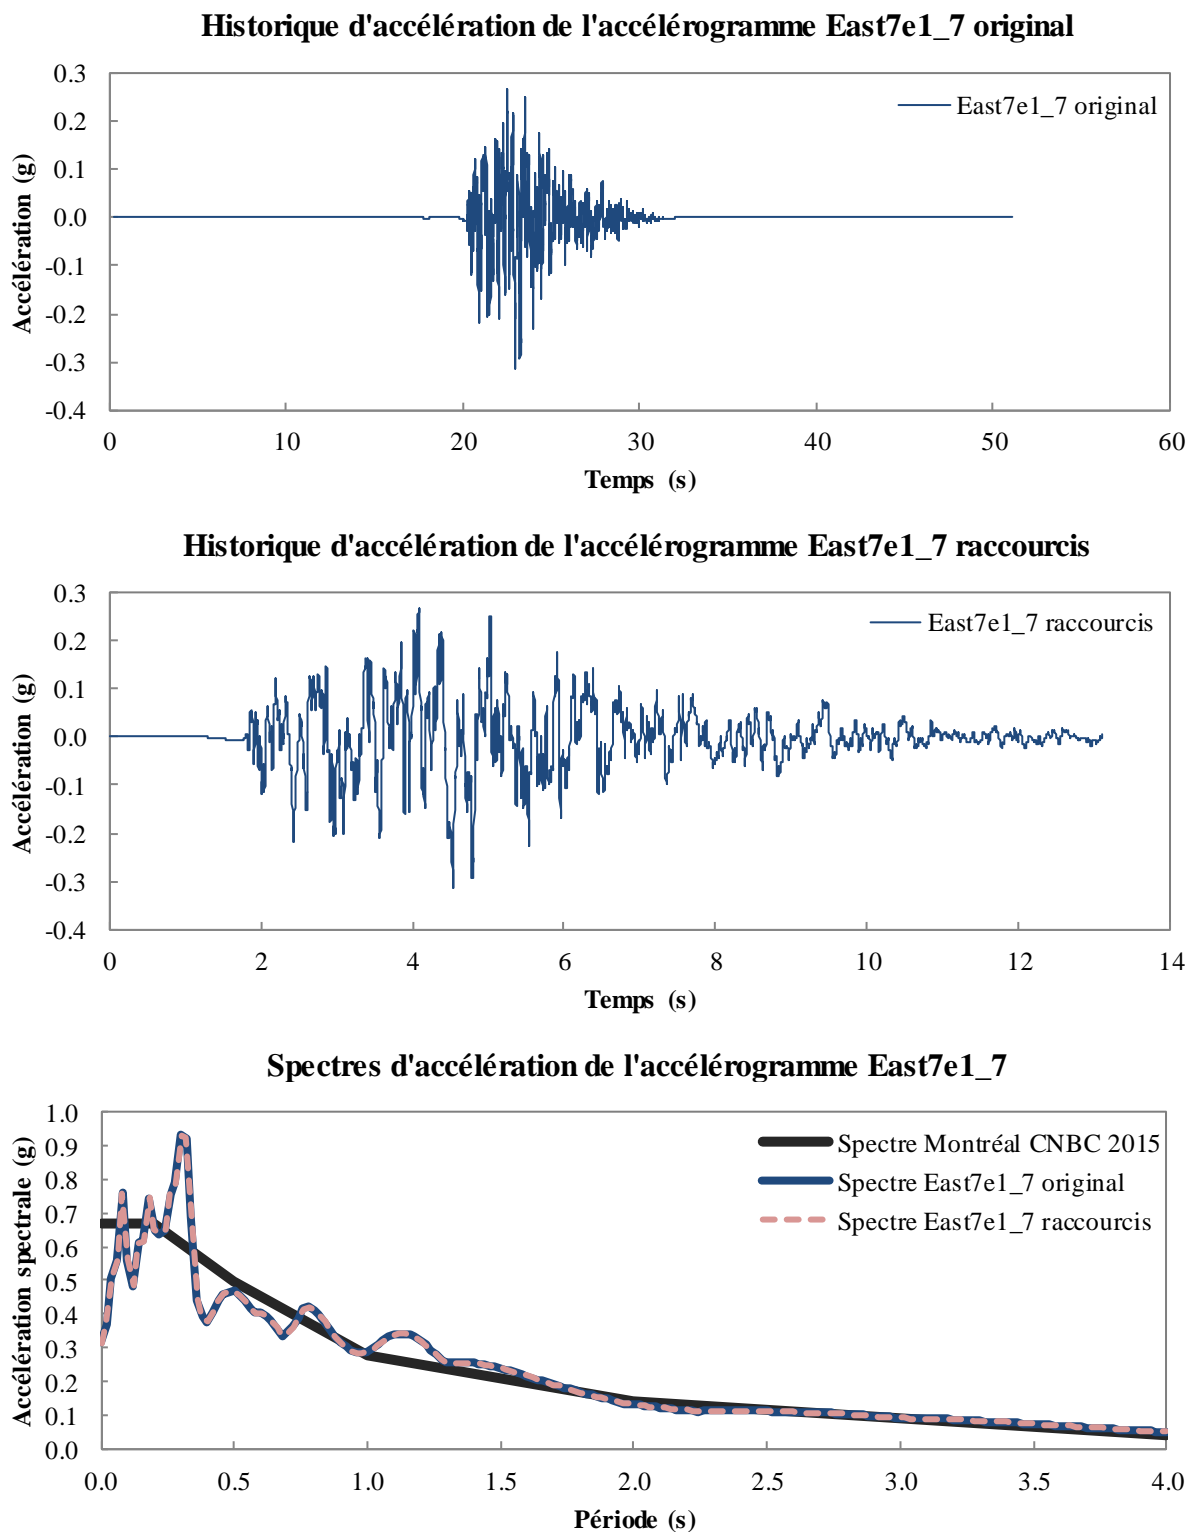 Historique d'accélération de l'accélérogramme East7e1_7 original
0.3
0.2
0.1
0.0
-0.1
-0.2
-0.3
-0.4
Accélération (g)
East7e1_7 original
0 10 20 30 40 50 60
Temps (s)
Historique d'accélération de l'accélérogramme East7e1_7 raccourcis
0.3
0.2
0.1
0.0
-0.1
-0.2
-0.3
-0.4
Accélération (g)
East7e1_7 raccourcis
0 2 4 6 8 10 12 14
Temps (s)
Spectres d'accélération de l'accélérogramme East7e1_7
1.0
0.9
0.8
0.7
0.6
0.5
0.4
0.3
0.2
0.1
0.0
Accélération spectrale (g)
Spectre Montréal CNBC 2015
Spectre East7e1_7 original
Spectre East7e1_7 raccourcis
0.0 0.5 1.0 1.5 2.0 2.5 3.0 3.5 4.0
Période (s)